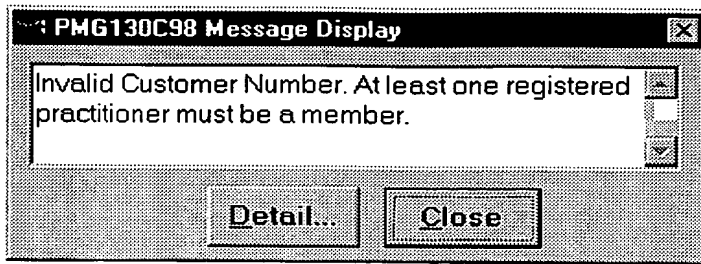 PMG130C98 Message Display
Invalid Customer Number. At least one registered
practitioner must be a member.
Detail...
Close